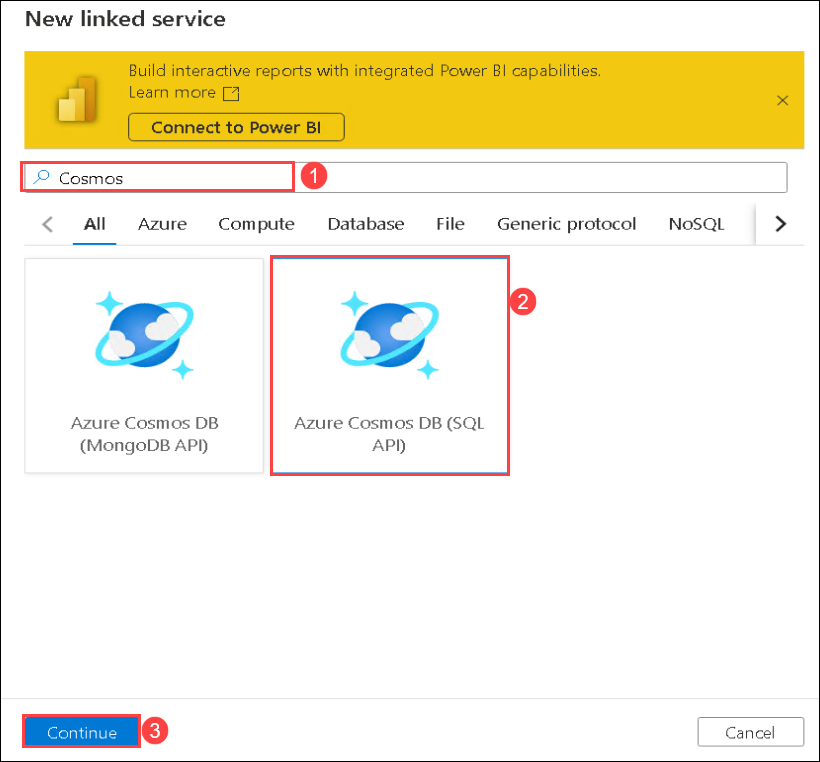 New linked service
Build interactive reports with integrated Power BI capabilities.
Learn more
Connect to Power BI
Cosmos
1
All Azure Compute Database File Generic protocol NoSQL
2
Azure Cosmos DB
(MongoDB API)
Azure Cosmos DB (SQL
API)
Continue
3
Cancel